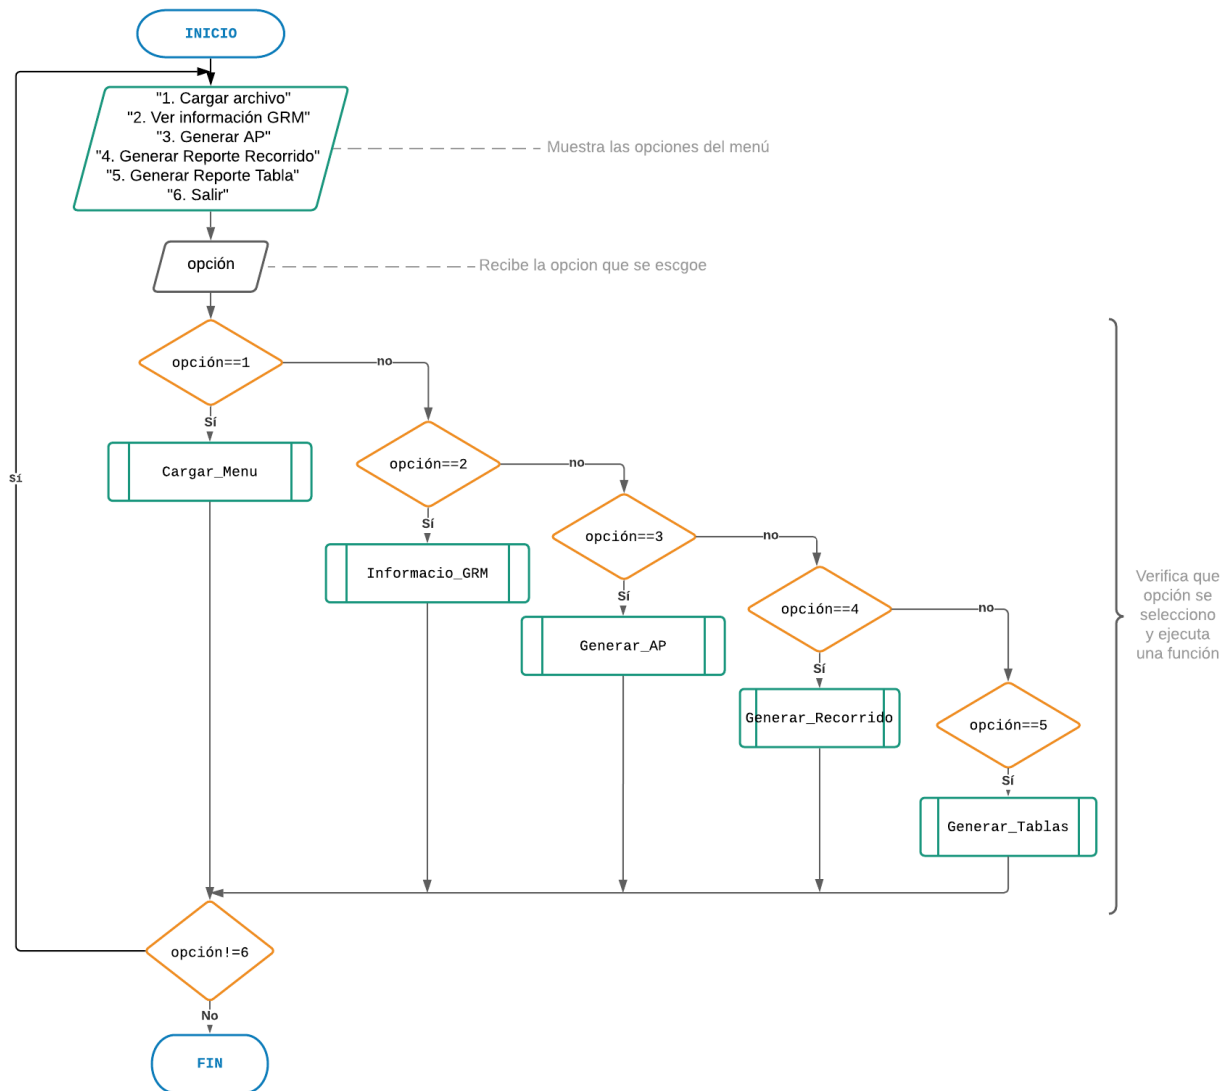 INICIO
"1. Cargar archivo"
"2. Ver información GRM"
"3. Generar AP"
"4. Generar Reporte Recorrido"
"5. Generar Reporte Tabla"
"6. Salir"
Muestra las opciones del menú
opción
Recibe la opcion que se escgoe
opción==1
no
Sí
Cargar_Menu
opción==2
no
Sí
Informacio_GRM
opción==3
no
Sí
Generar_AP
opción==4
no
Sí
Generar_Recorrido
opción==5
Sí
Generar_Tablas
Verifica que
opción se
selecciono
y ejecuta
una función
Sí
opción!=6
No
FIN